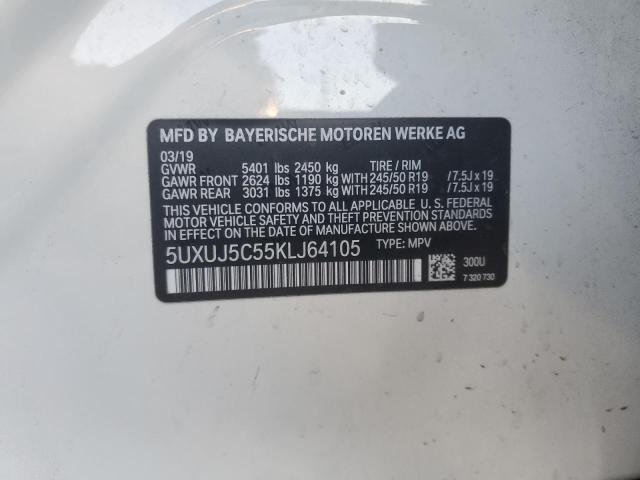 MFD BY BAYERISCHE MOTOREN WERKE AG
03/19
GVWR 5401 lbs 2450 kg TIRE / RIM
GAWR FRONT 2624 lbs 1190 kg WITH 245/50 R19 / 7.5J x 19
GAWR REAR 3031 lbs 1375 kg WITH 245/50 R19 / 7.5J x 19
THIS VEHICLE CONFORMS TO ALL APPLICABLE U. S. FEDERAL
MOTOR VEHICLE SAFETY, BUMPER, AND THEFT PREVENTION
STANDARDS IN EFFECT ON THE DATE OF MANUFACTURE SHOWN
ABOVE.
5UXUJ5C55KLJ64105 TYPE: MPV
300U
7 320 730